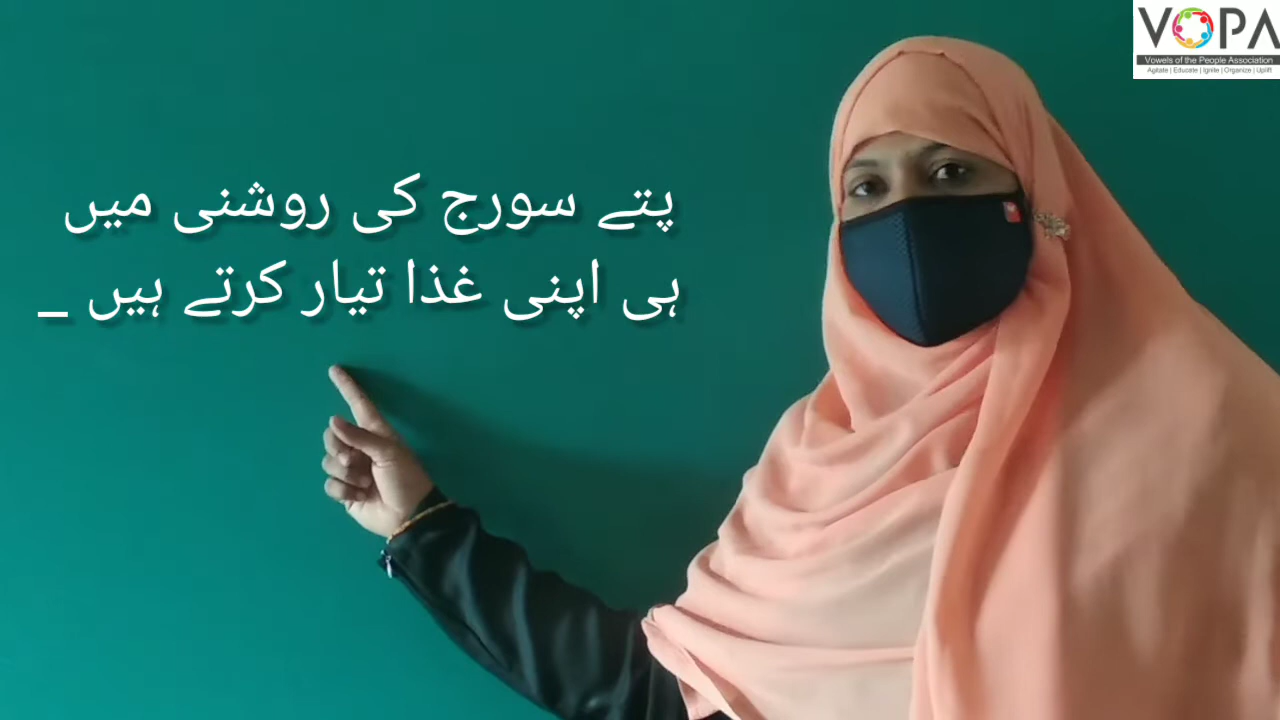 VOPA
Vowels of the People Association
Agitate | Educate | Ignite | Organize | Uplift
پتے سورج کی روشنی میں
ہی اپنی غذا تیار کرتے ہیں _